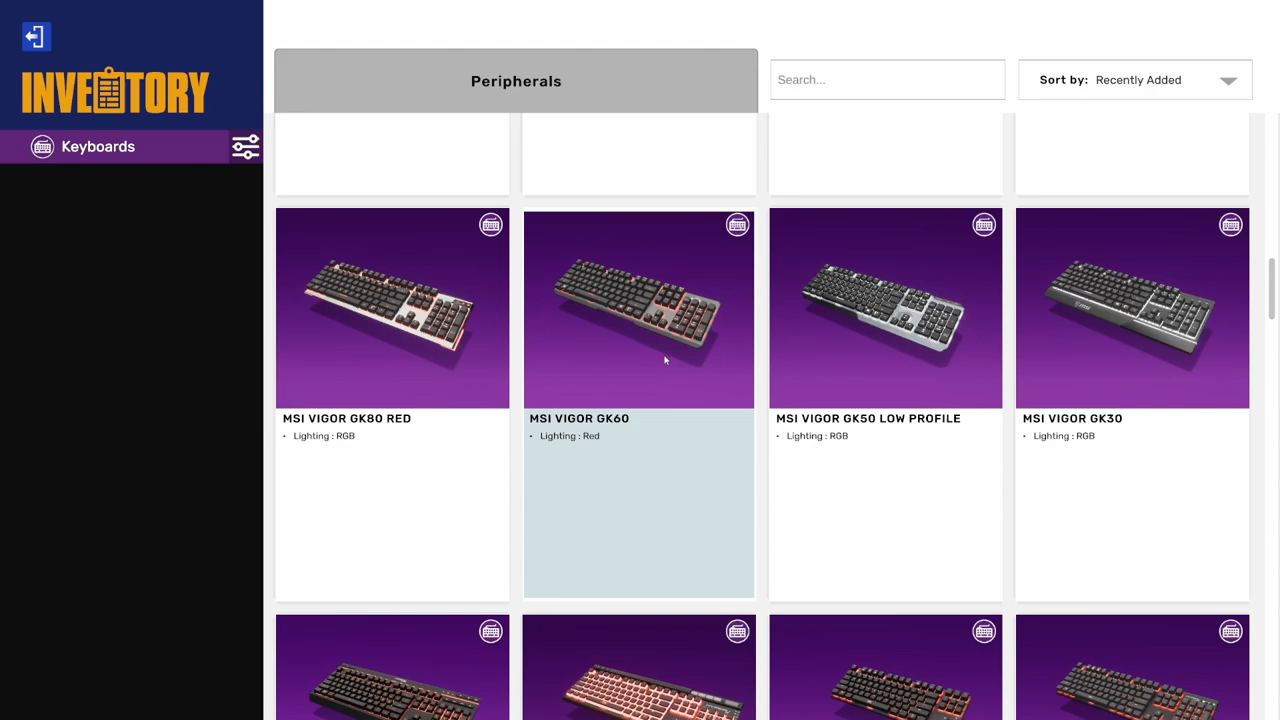 INVENTORY
Keyboards
Peripherals
Search...
Sort by: Recently Added
MSI VIGOR GK80 RED
• Lighting : RGB
MSI VIGOR GK60
• Lighting : Red
MSI VIGOR GK50 LOW PROFILE
• Lighting : RGB
MSI VIGOR GK30
• Lighting : RGB